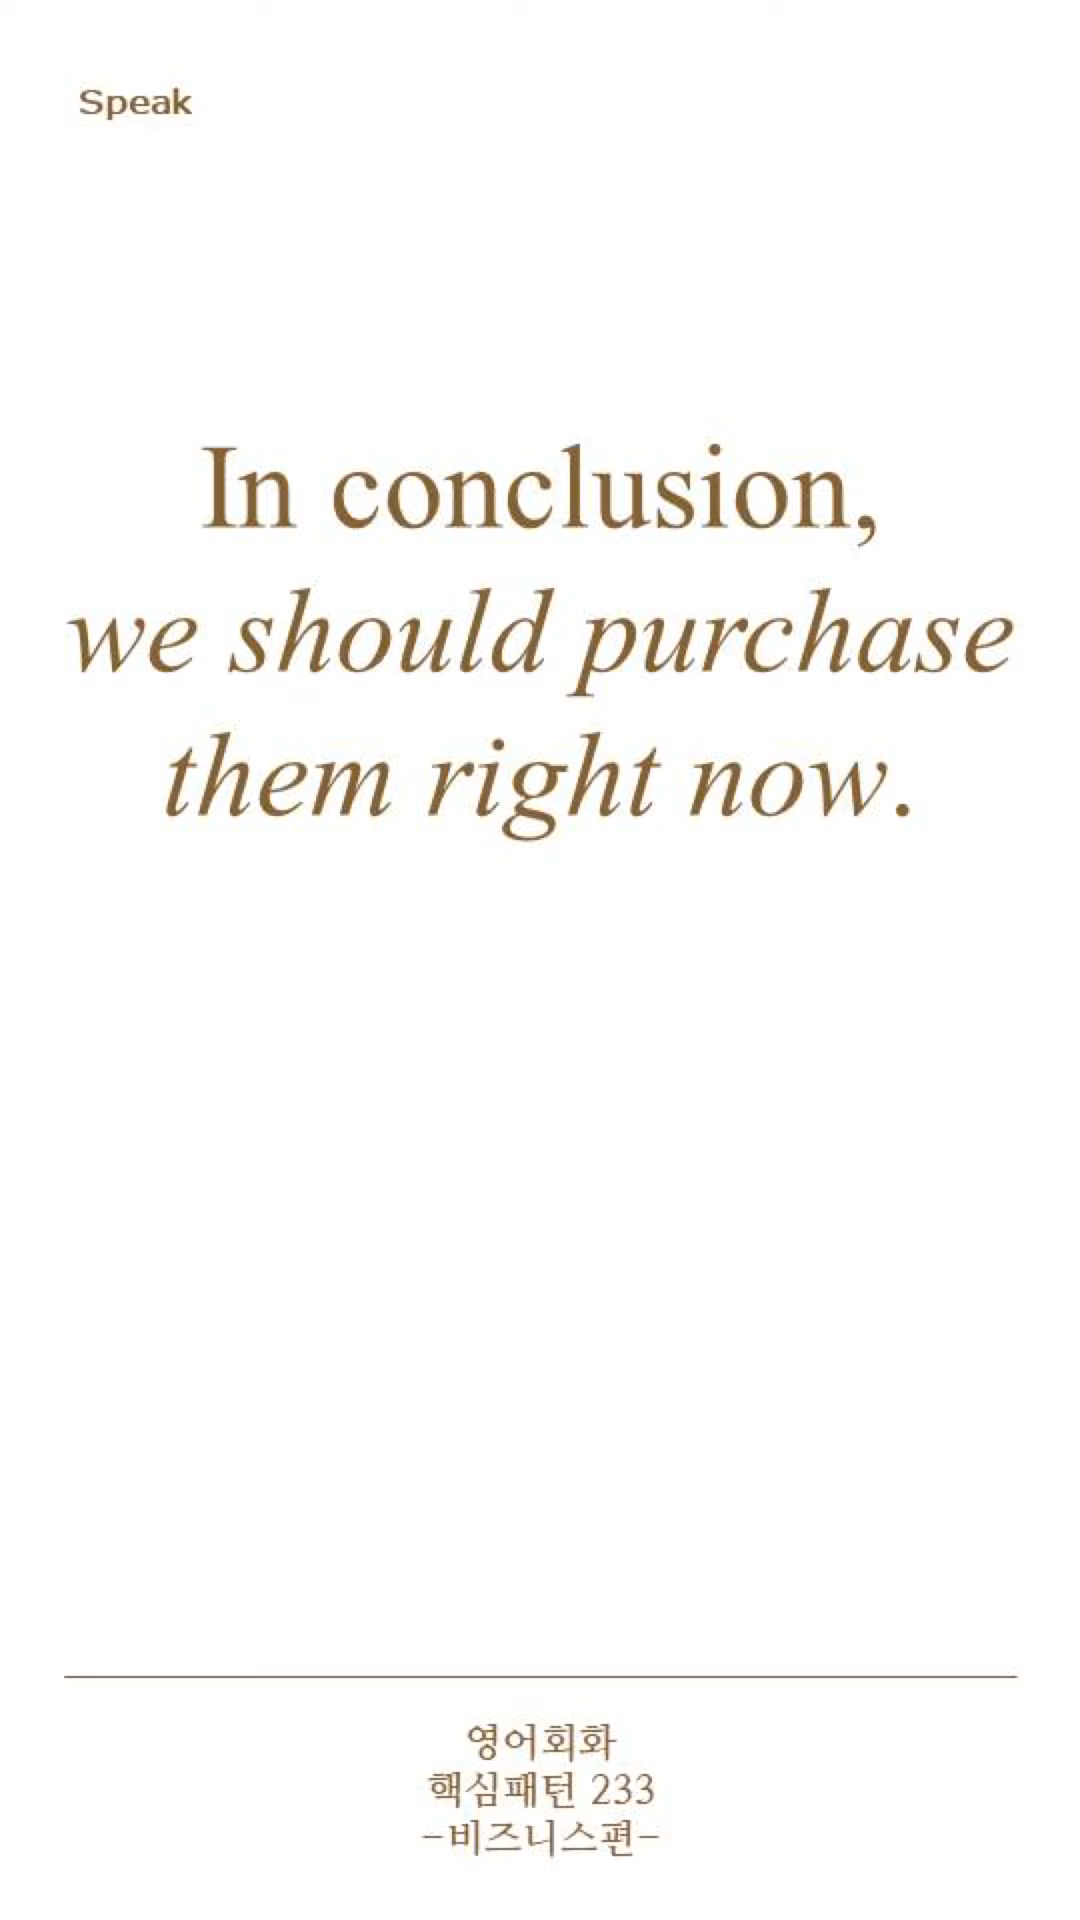 Speak
In conclusion,
we should purchase
them right now.
영어회화
핵심패턴 233
-비즈니스편-